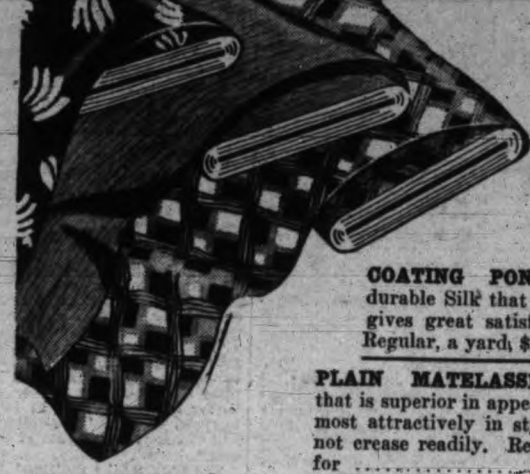 COATING PON
durable Silk that
gives great satisf
Regular, a yard, $
PLAIN MATELASS
that is superior in appe
most attractively in st
not crease readily. Re
for ....................